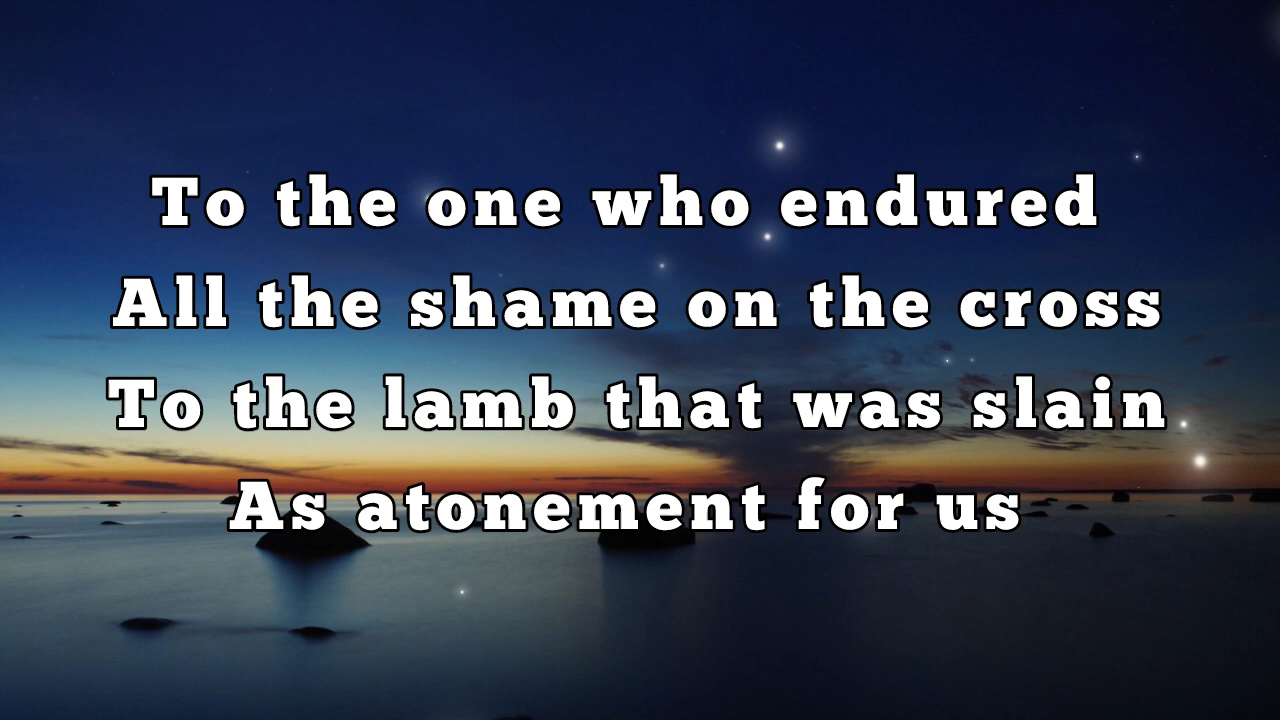 To the one who endured
All the shame on the cross
To the lamb that was slain
As atonement for us